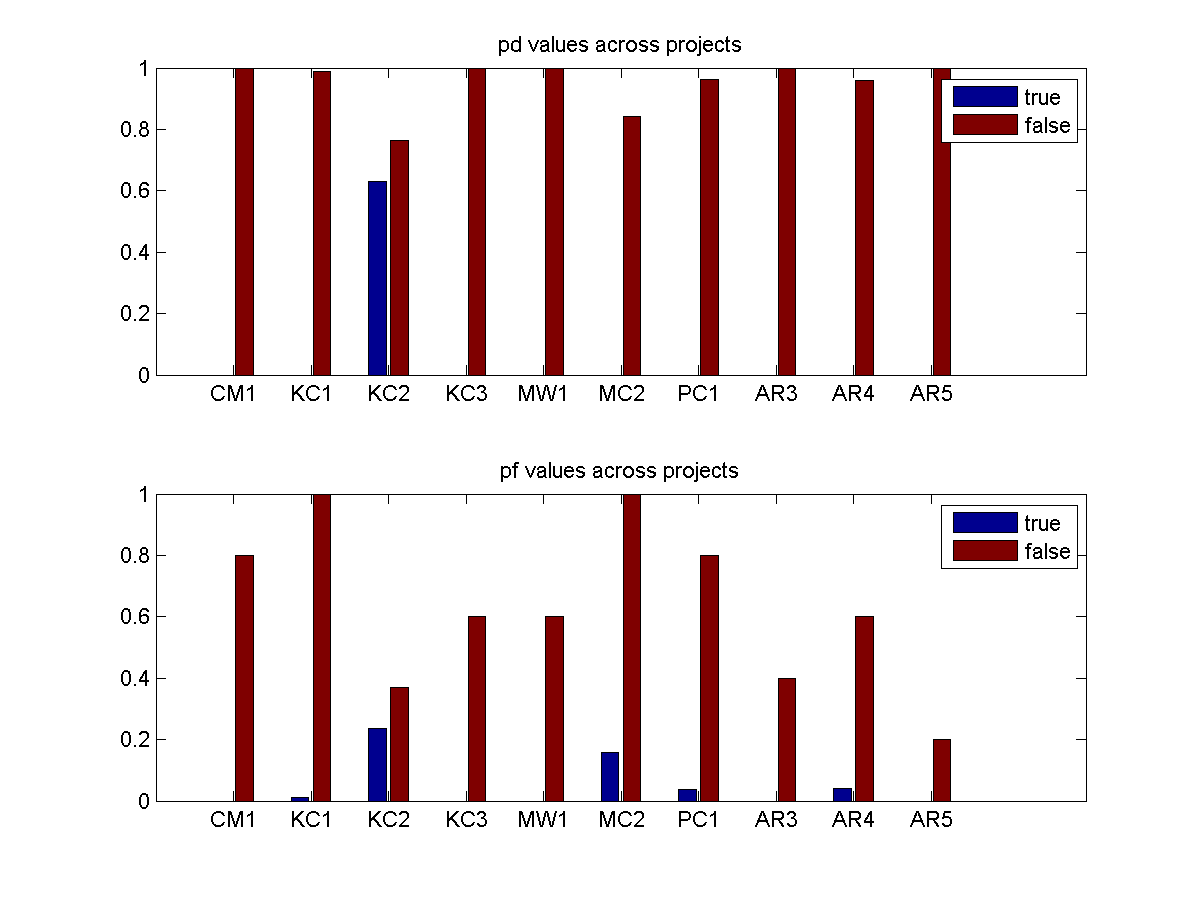 pd values across projects
1
0.8
0.6
0.4
0.2
0
true
false
CM1 KC1 KC2 KC3 MW1 MC2 PC1 AR3 AR4 AR5
pf values across projects
1
0.8
0.6
0.4
0.2
0
true
false
CM1 KC1 KC2 KC3 MW1 MC2 PC1 AR3 AR4 AR5